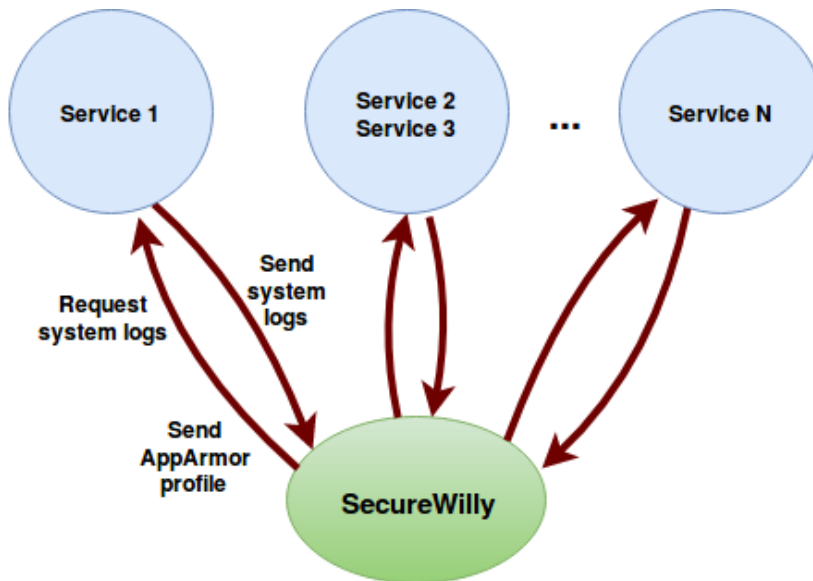 Service 1
Service 2
Service 3
...
Service N
Send
system
logs
Request
system logs
Send
AppArmor
profile
SecureWilly